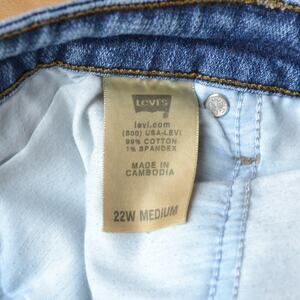 LEVI'S
levi.com
(800) USA-LEVI
99% COTTON
1% SPANDEX
MADE IN
CAMBODIA
22W MEDIUM